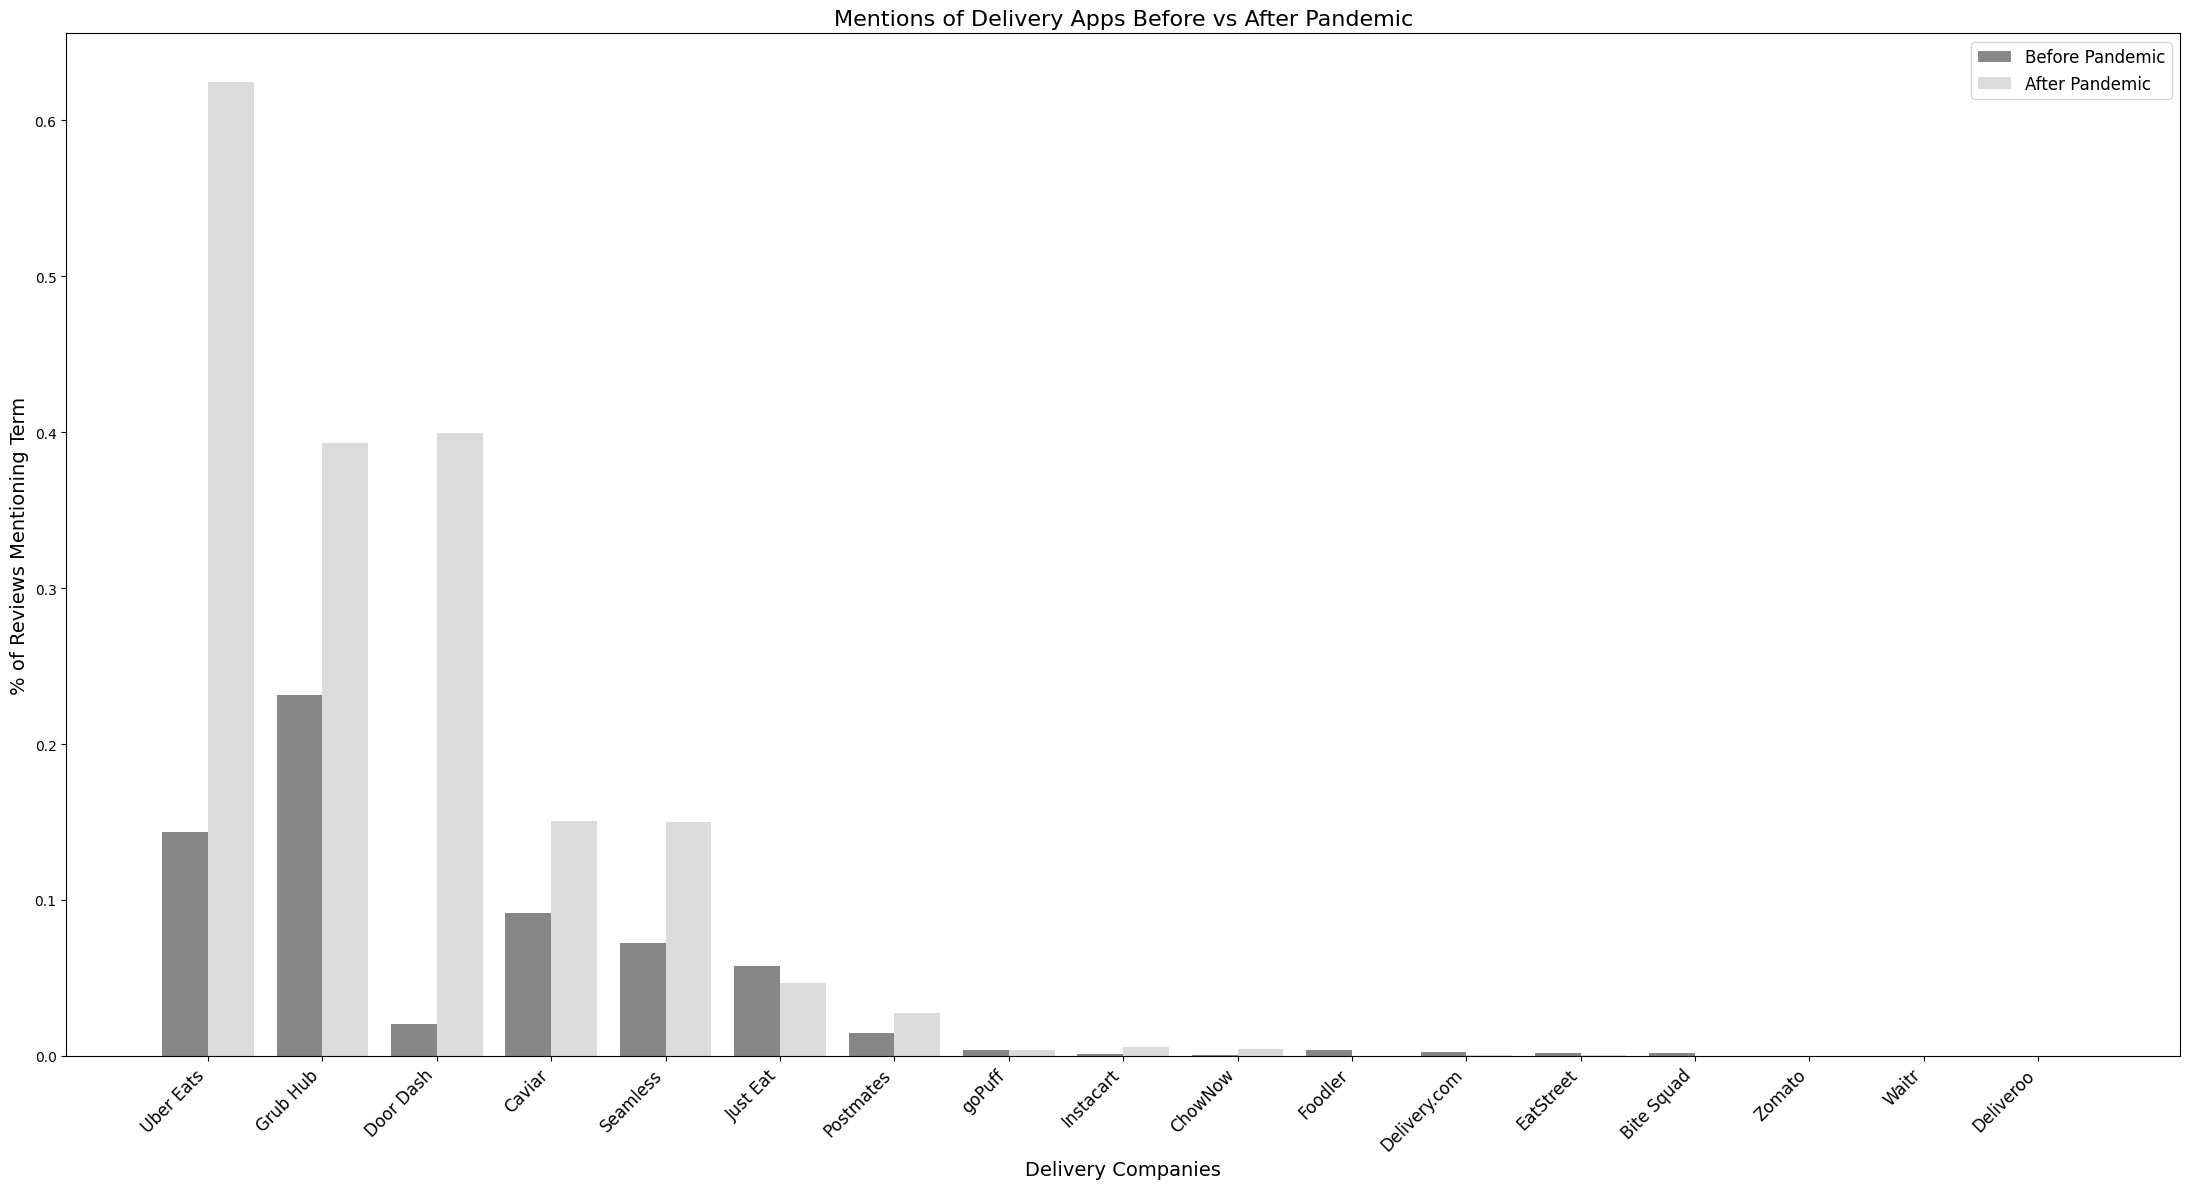 Mentions of Delivery Apps Before vs After Pandemic
Before Pandemic
After Pandemic
% of Reviews Mentioning Term
0.6
0.5
0.4
0.3
0.2
0.1
0.0
Uber Eats
Grub Hub
Door Dash
Caviar
Seamless
Just Eat
Postmates
goPuff
Instacart
ChowNow
Foodler
Delivery.com
EatStreet
Bite Squad
Zomato
Waitr
Deliveroo
Delivery Companies